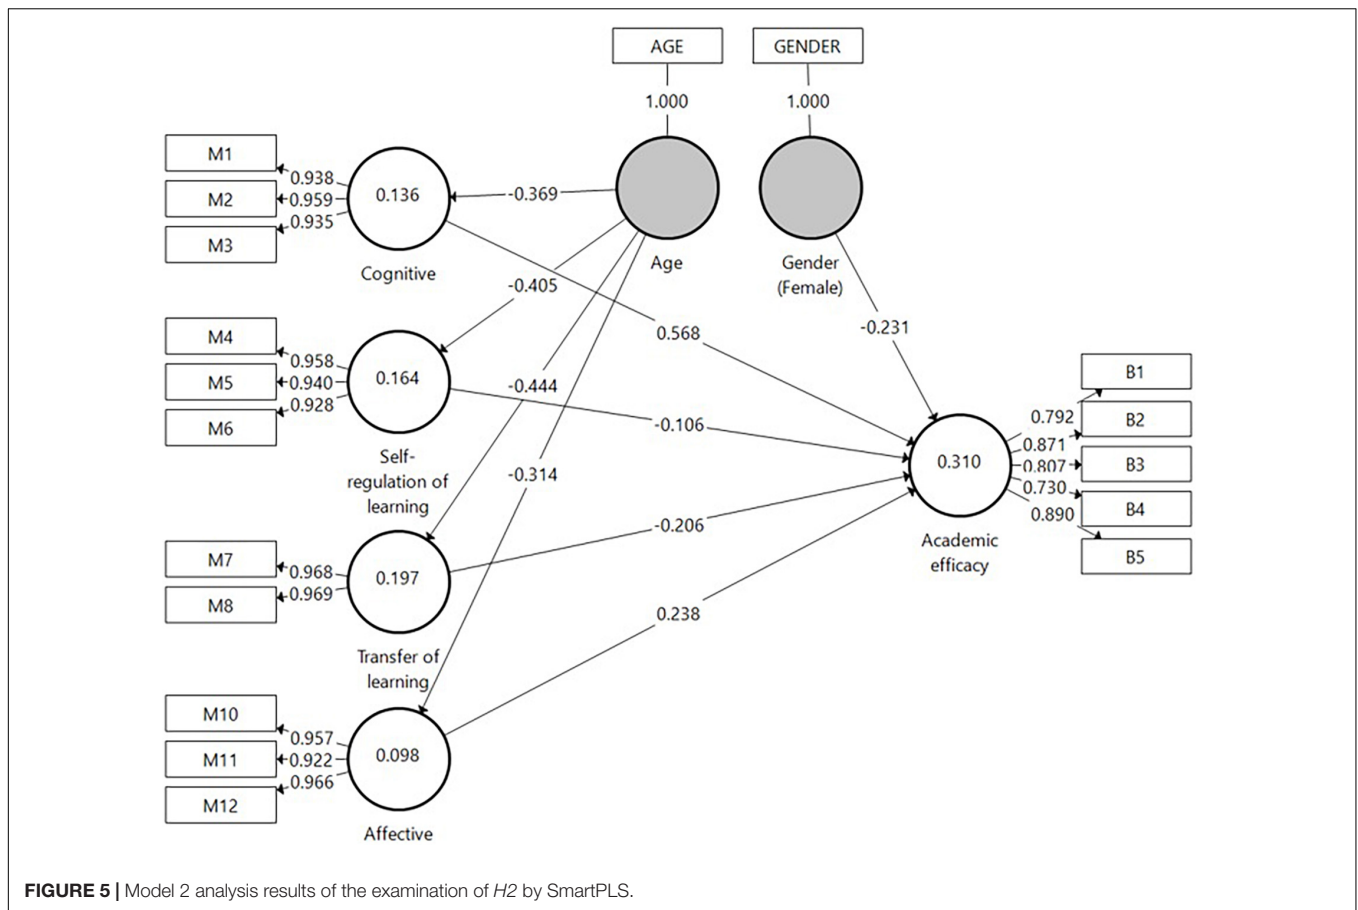 AGE
GENDER
1.000
1.000
M1
M2
M3
0.938
0.959
0.935
0.136
Cognitive
-0.369
Age
Gender
(Female)
-0.405
0.568
-0.231
M4
M5
M6
0.958
0.940
0.928
0.164
Self-
regulation of
learning
-0.444
-0.106
-0.314
-0.206
0.238
M7
M8
0.968
0.969
0.197
Transfer of
learning
M10
M11
M12
0.957
0.922
0.966
0.098
Affective
0.310
Academic
efficacy
0.792
0.871
0.807
0.730
0.890
B1
B2
B3
B4
B5
FIGURE 5 | Model 2 analysis results of the examination of H2 by SmartPLS.